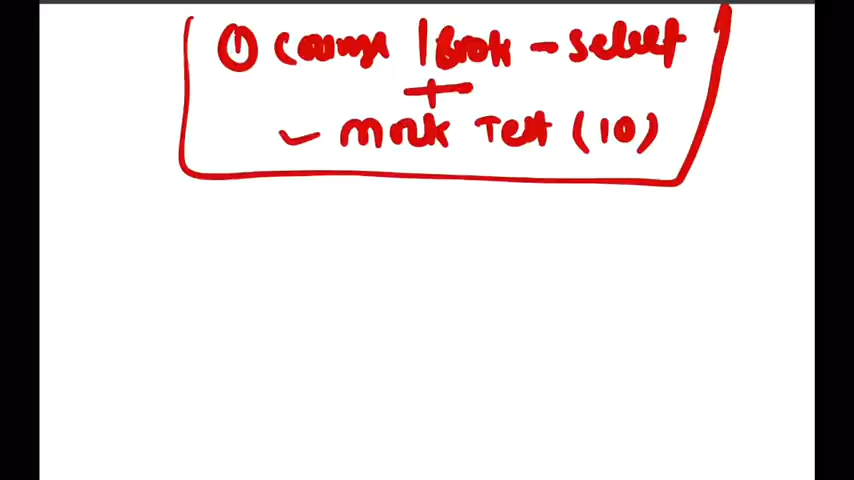 ① Course | Book - Select
+
✓ Mock Test (10)